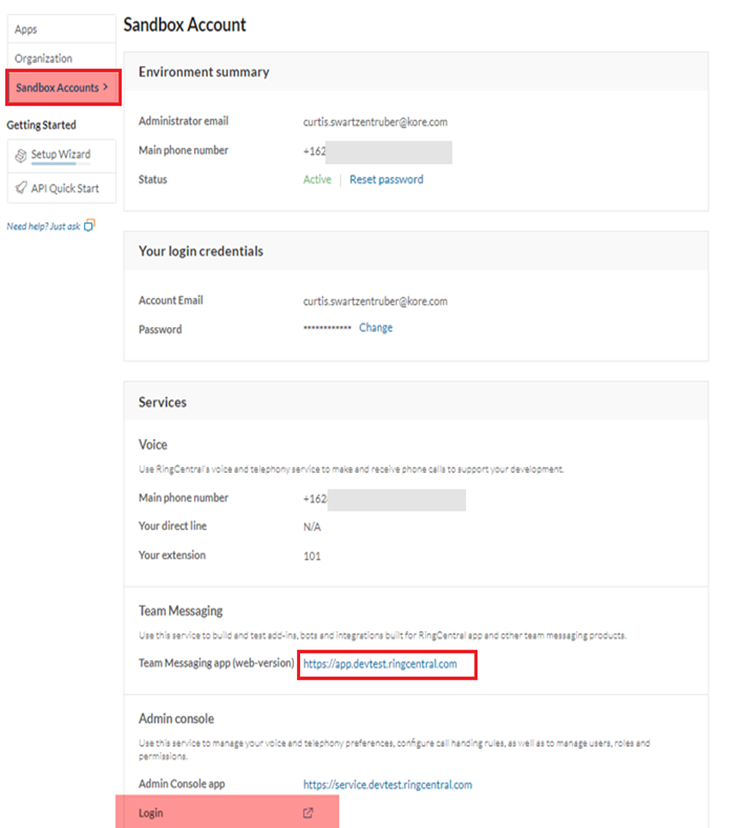 Apps
Organization
Sandbox Accounts >
Getting Started
Setup Wizard
API Quick Start
Need help? Just ask
Sandbox Account
Environment summary
Administrator email curtis.swartzentruber@kore.com
Main phone number +162
Status Active | Reset password
Your login credentials
Account Email curtis.swartzentruber@kore.com
Password ************ Change
Services
Voice
Use RingCentral's voice and telephony service to make and receive phone calls to support your development.
Main phone number +162
Your direct line N/A
Your extension 101
Team Messaging
Use this service to build and test add-ins, bots and integrations built for RingCentral app and other team messaging products.
Team Messaging app (web-version) https://app.devtest.ringcentral.com
Admin console
Use this service to manage your voice and telephony preferences, configure call handing rules, as well as to manage users, roles and
permissions.
Admin Console app https://service.devtest.ringcentral.com
Login